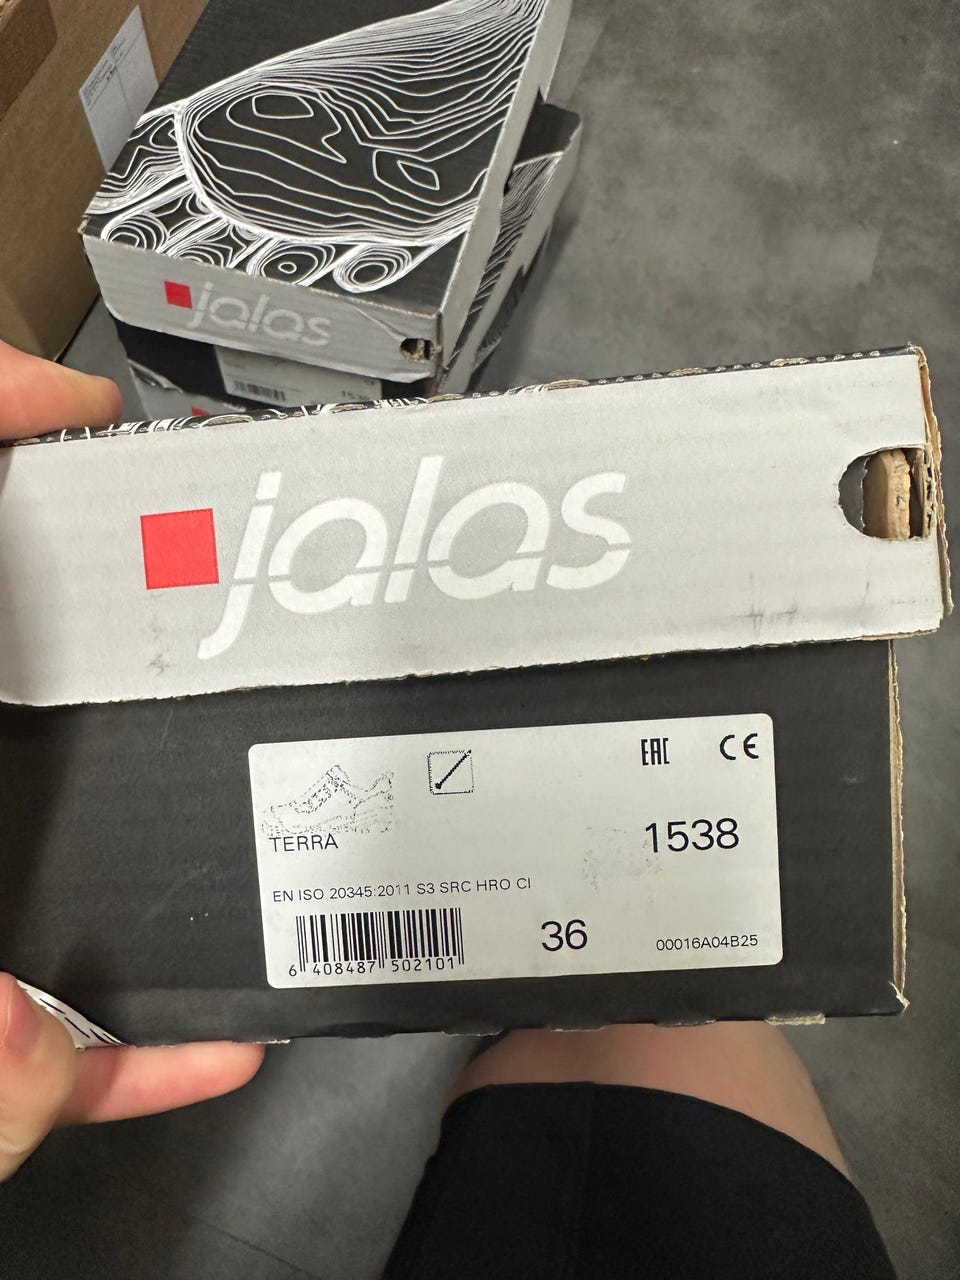 jalas
jalas
EAC CE
TERRA
1538
EN ISO 20345:2011 S3 SRC HRO CI
36
00016A04B25
6 408487 502101